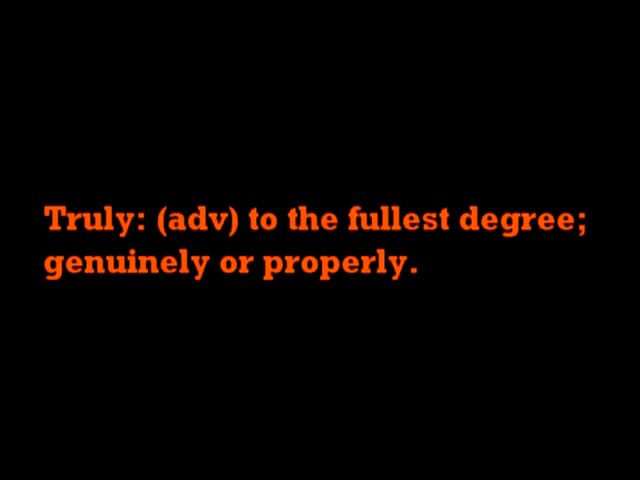 Truly: (adv) to the fullest degree;
genuinely or properly.